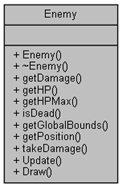 Enemy
+ Enemy()
+ ~Enemy()
+ getDamage()
+ getHP()
+ getHPMax()
+ isDead()
+ getGlobalBounds()
+ getPosition()
+ takeDamage()
+ Update()
+ Draw()